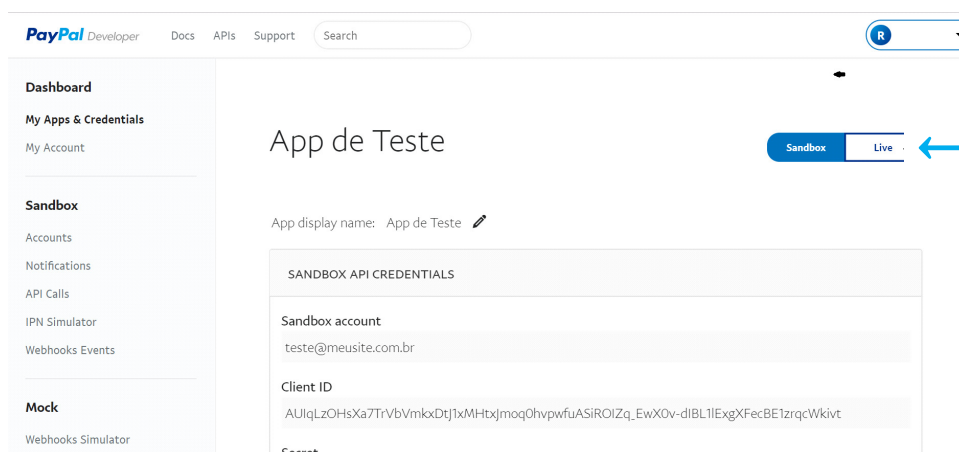 PayPal Developer Docs APIs Support Search R
Dashboard
My Apps & Credentials
My Account
Sandbox
Accounts
Notifications
API Calls
IPN Simulator
Webhooks Events
Mock
Webhooks Simulator
App de Teste
Sandbox Live
App display name: App de Teste
SANDBOX API CREDENTIALS
Sandbox account
teste@meusite.com.br
Client ID
AUIqLzOHsXa7TrVbVmkxDtJ1xMHtxJmoq0hvpwfuASiROIZq_EwX0v-dIBL1lExgXFecBE1zrqcWkivt
Secret